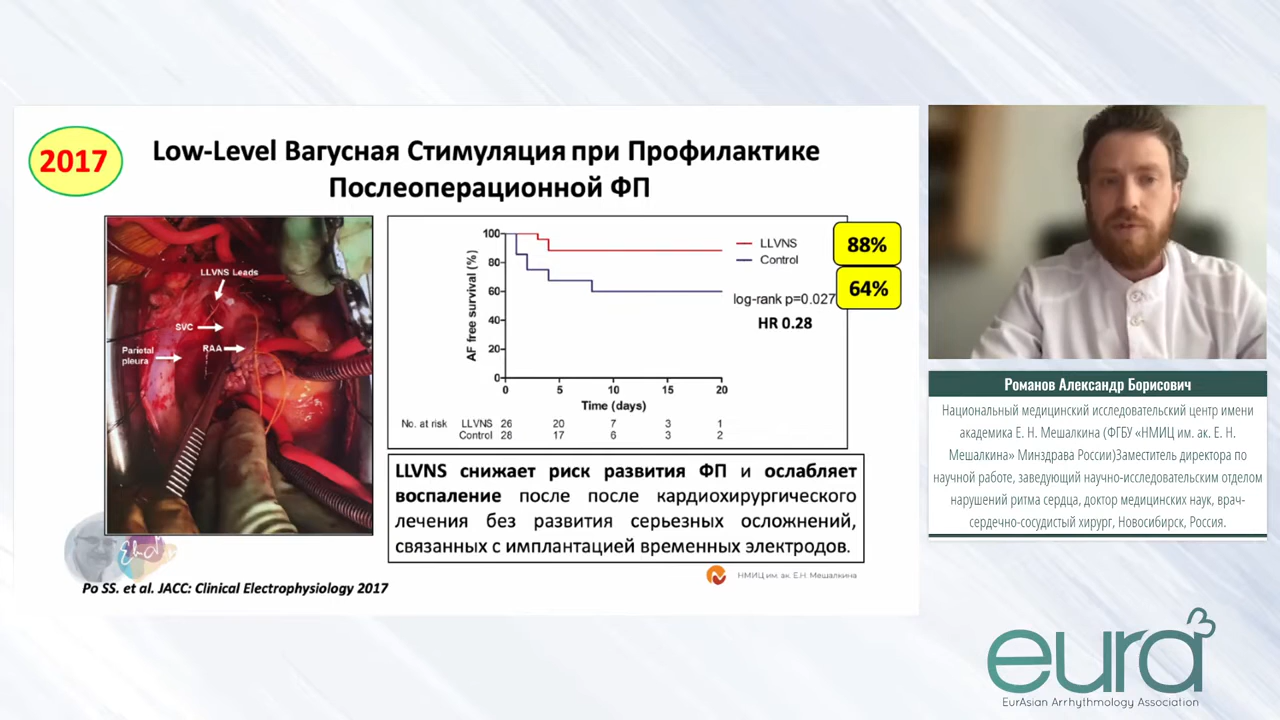 2017
Low-Level Вагусная Стимуляция при Профилактике
Послеоперационной ФП
LLVNS Leads
SVC
RAA
Parietal
pleura
AF free survival (%)
100
80
60
40
20
0
0 5 10 15 20
Time (days)
LLVNS
Control
log-rank p=0.027
HR 0.28
88%
64%
No. at risk LLVNS 26 20 7 3 1
Control 28 17 6 3 2
LLVNS снижает риск развития ФП и ослабляет
воспаление после после кардиохирургического
лечения без развития серьезных осложнений,
связанных с имплантацией временных электродов.
НМИЦ им. ак. Е.Н. Мешалкина
Po SS. et al. JACC: Clinical Electrophysiology 2017
Романов Александр Борисович
Национальный медицинский исследовательский центр имени
академика Е. Н. Мешалкина (ФГБУ «НМИЦ им. ак. Е. Н.
Мешалкина» Минздрава России)Заместитель директора по
научной работе, заведующий научно-исследовательским отделом
нарушений ритма сердца, доктор медицинских наук, врач-
сердечно-сосудистый хирург, Новосибирск, Россия.
eura
EurAsian Arrhythmology Association